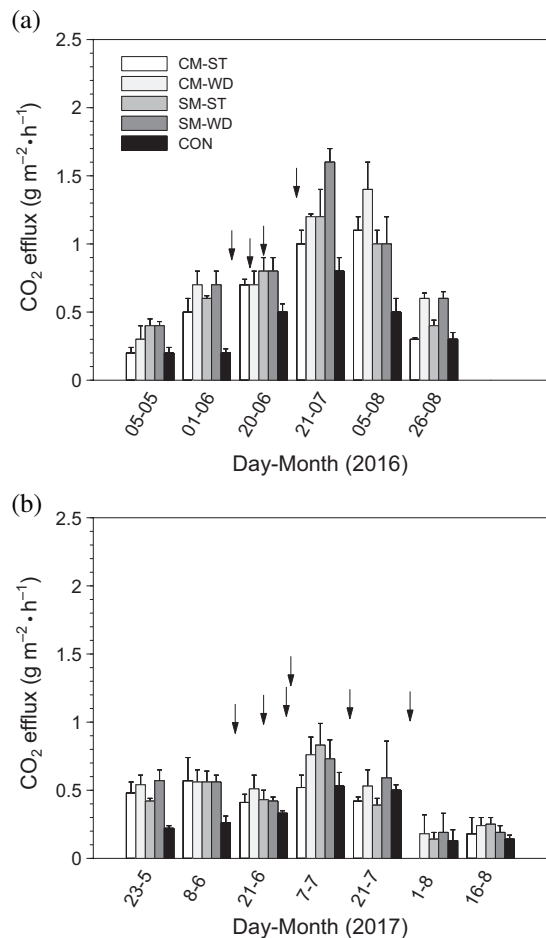 (a)
2.5
2
1.5
1
0.5
0
CO₂ efflux (g m⁻²•h⁻¹)
CM-ST
CM-WD
SM-ST
SM-WD
CON
05-05
01-06
20-06
21-07
05-08
26-08
Day-Month (2016)
(b)
2.5
2
1.5
1
0.5
0
CO₂ efflux (g m⁻²•h⁻¹)
23-5
8-6
21-6
7-7
21-7
1-8
16-8
Day-Month (2017)